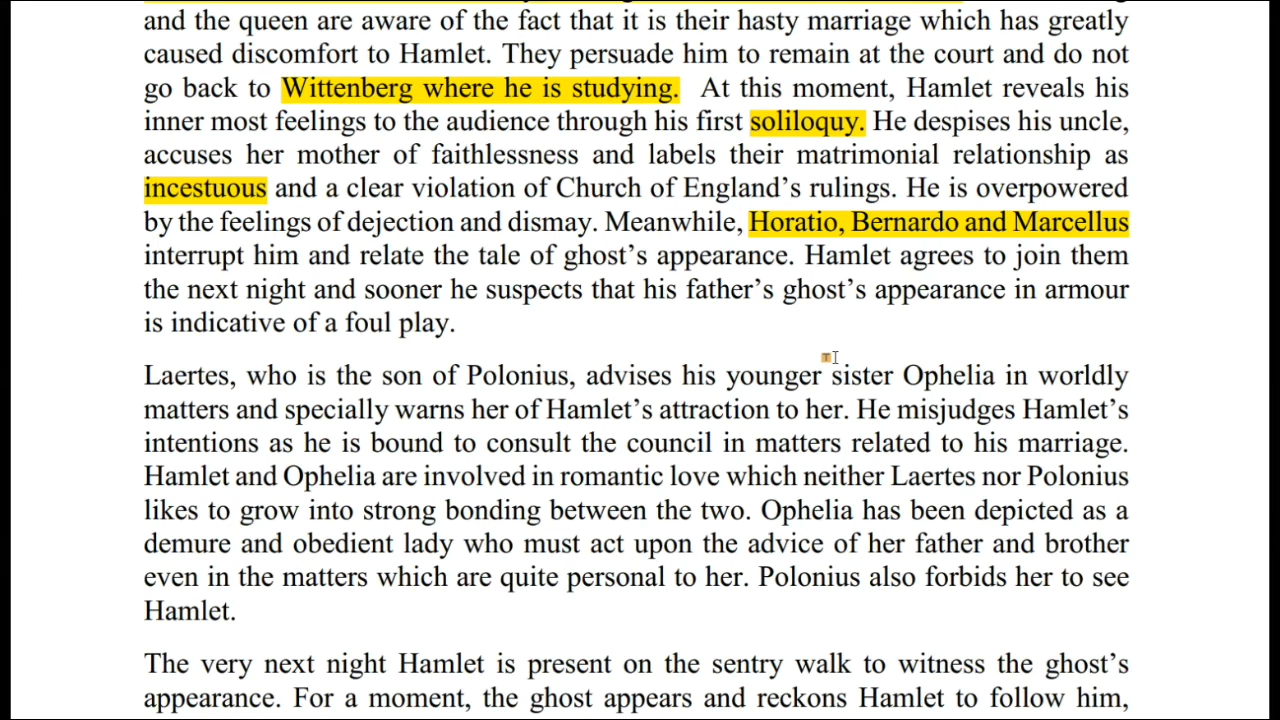 and the queen are aware of the fact that it is their hasty marriage which has greatly
caused discomfort to Hamlet. They persuade him to remain at the court and do not
go back to Wittenberg where he is studying. At this moment, Hamlet reveals his
inner most feelings to the audience through his first soliloquy. He despises his uncle,
accuses her mother of faithlessness and labels their matrimonial relationship as
incestuous and a clear violation of Church of England’s rulings. He is overpowered
by the feelings of dejection and dismay. Meanwhile, Horatio, Bernardo and Marcellus
interrupt him and relate the tale of ghost’s appearance. Hamlet agrees to join them
the next night and sooner he suspects that his father’s ghost’s appearance in armour
is indicative of a foul play.
Laertes, who is the son of Polonius, advises his younger sister Ophelia in worldly
matters and specially warns her of Hamlet’s attraction to her. He misjudges Hamlet’s
intentions as he is bound to consult the council in matters related to his marriage.
Hamlet and Ophelia are involved in romantic love which neither Laertes nor Polonius
likes to grow into strong bonding between the two. Ophelia has been depicted as a
demure and obedient lady who must act upon the advice of her father and brother
even in the matters which are quite personal to her. Polonius also forbids her to see
Hamlet.
The very next night Hamlet is present on the sentry walk to witness the ghost’s
appearance. For a moment, the ghost appears and reckons Hamlet to follow him,